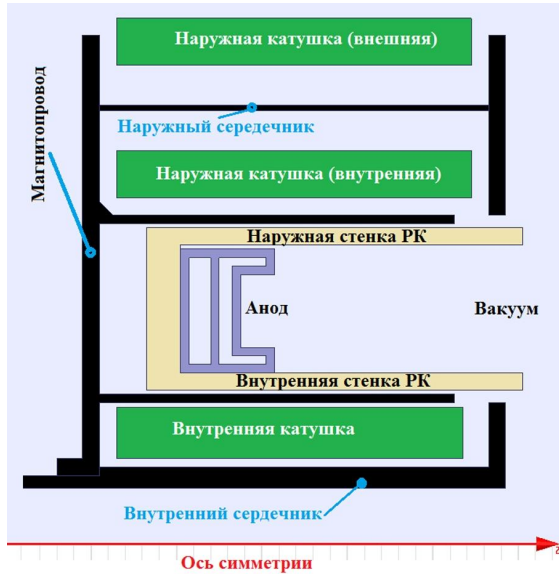 Наружная катушка (внешняя)
Наружный середечник
Магнитопровод
Наружная катушка (внутренняя)
Наружная стенка РК
Анод
Вакуум
Внутренняя стенка РК
Внутренняя катушка
Внутренний сердечник
z
Ось симметрии